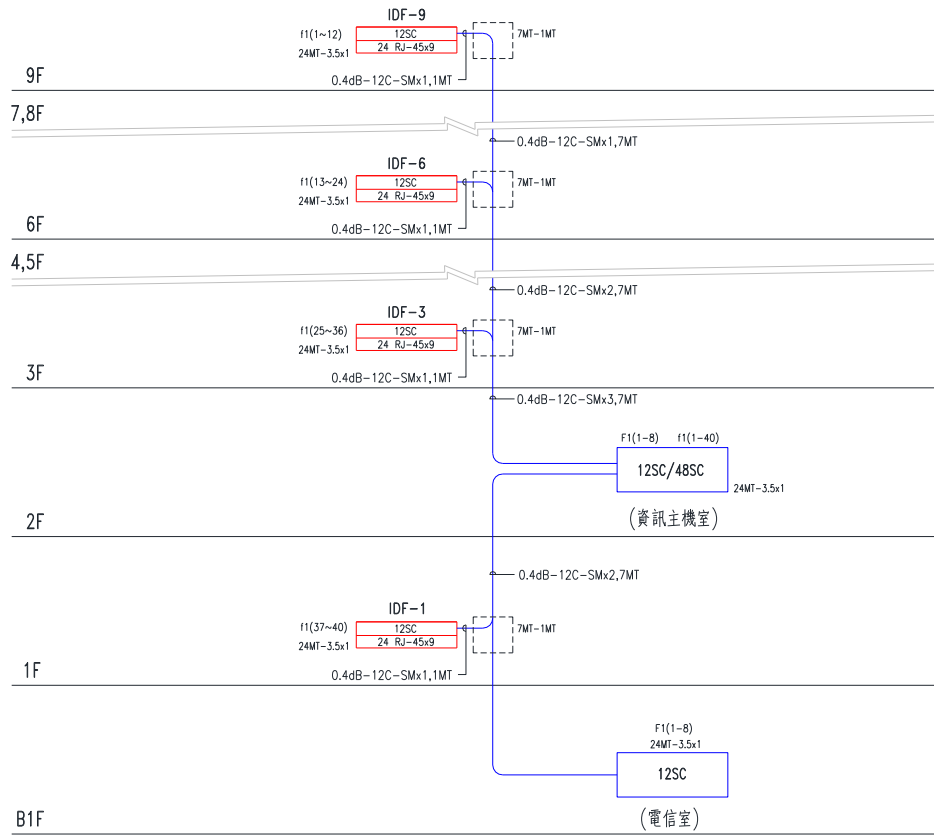 IDF-9
f1(1~12)
12SC
7MT-1MT
24MT-3.5x1
24 RJ-45x9
0.4dB-12C-SMx1,1MT
9F
7,8F
0.4dB-12C-SMx1,7MT
IDF-6
f1(13~24)
12SC
7MT-1MT
24MT-3.5x1
24 RJ-45x9
0.4dB-12C-SMx1,1MT
6F
4,5F
0.4dB-12C-SMx2,7MT
IDF-3
f1(25~36)
12SC
7MT-1MT
24MT-3.5x1
24 RJ-45x9
0.4dB-12C-SMx1,1MT
3F
0.4dB-12C-SMx3,7MT
F1(1-8) f1(1-40)
12SC/48SC
24MT-3.5x1
(資訊主機室)
2F
0.4dB-12C-SMx2,7MT
IDF-1
f1(37~40)
12SC
7MT-1MT
24MT-3.5x1
24 RJ-45x9
0.4dB-12C-SMx1,1MT
1F
F1(1-8)
24MT-3.5x1
12SC
(電信室)
B1F